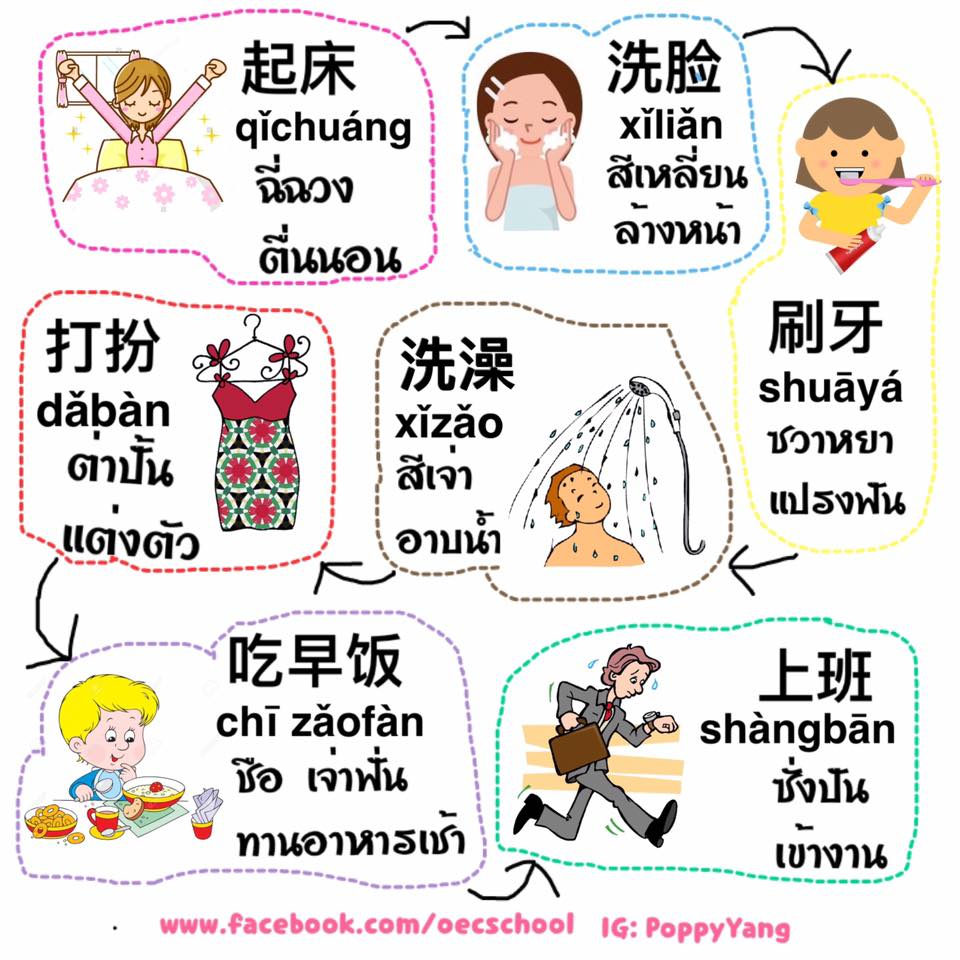 起床
qǐchuáng
ฉี่ฉวง
ตื่นนอน
洗脸
xǐliǎn
สีเหลี่ยน
ล้างหน้า
刷牙
shuāyá
ชวาหยา
แปรงฟัน
洗澡
xǐzǎo
สีเจ่า
อาบน้ำ
打扮
dǎbàn
ต่าปั้น
แต่งตัว
吃早饭
chī zǎofàn
ชือ เจ่าฟั่น
ทานอาหารเช้า
上班
shàngbān
ซั่งปัน
เข้างาน
www.facebook.com/oecschool IG: PoppyYang